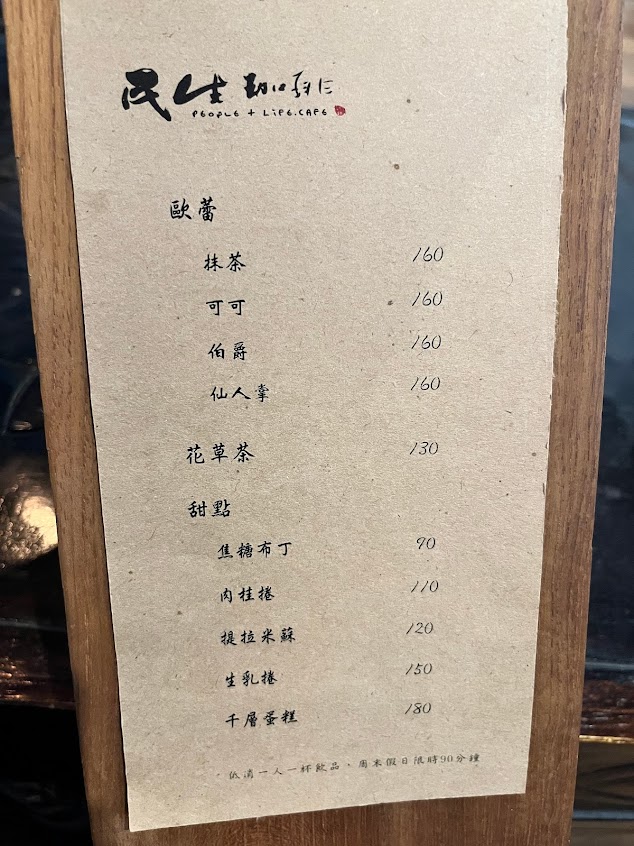 民生珈琲
PEOPLE + LIFE.CAFE
歐蕾
抹茶 160
可可 160
伯爵 160
仙人掌 160
花草茶 130
甜點
焦糖布丁 90
肉桂捲 110
提拉米蘇 120
生乳捲 150
千層蛋糕 180
低消一人一杯飲品、周末假日限時90分鐘